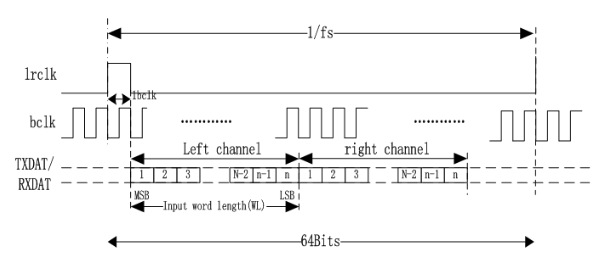 1/fs
lrclk
1bclk
bclk
Left channel
right channel
TXDAT/
RXDAT
1 2 3 N-2 n-1 n 1 2 3 N-2 n-1 n
MSB LSB
Input word length(WL)
64Bits